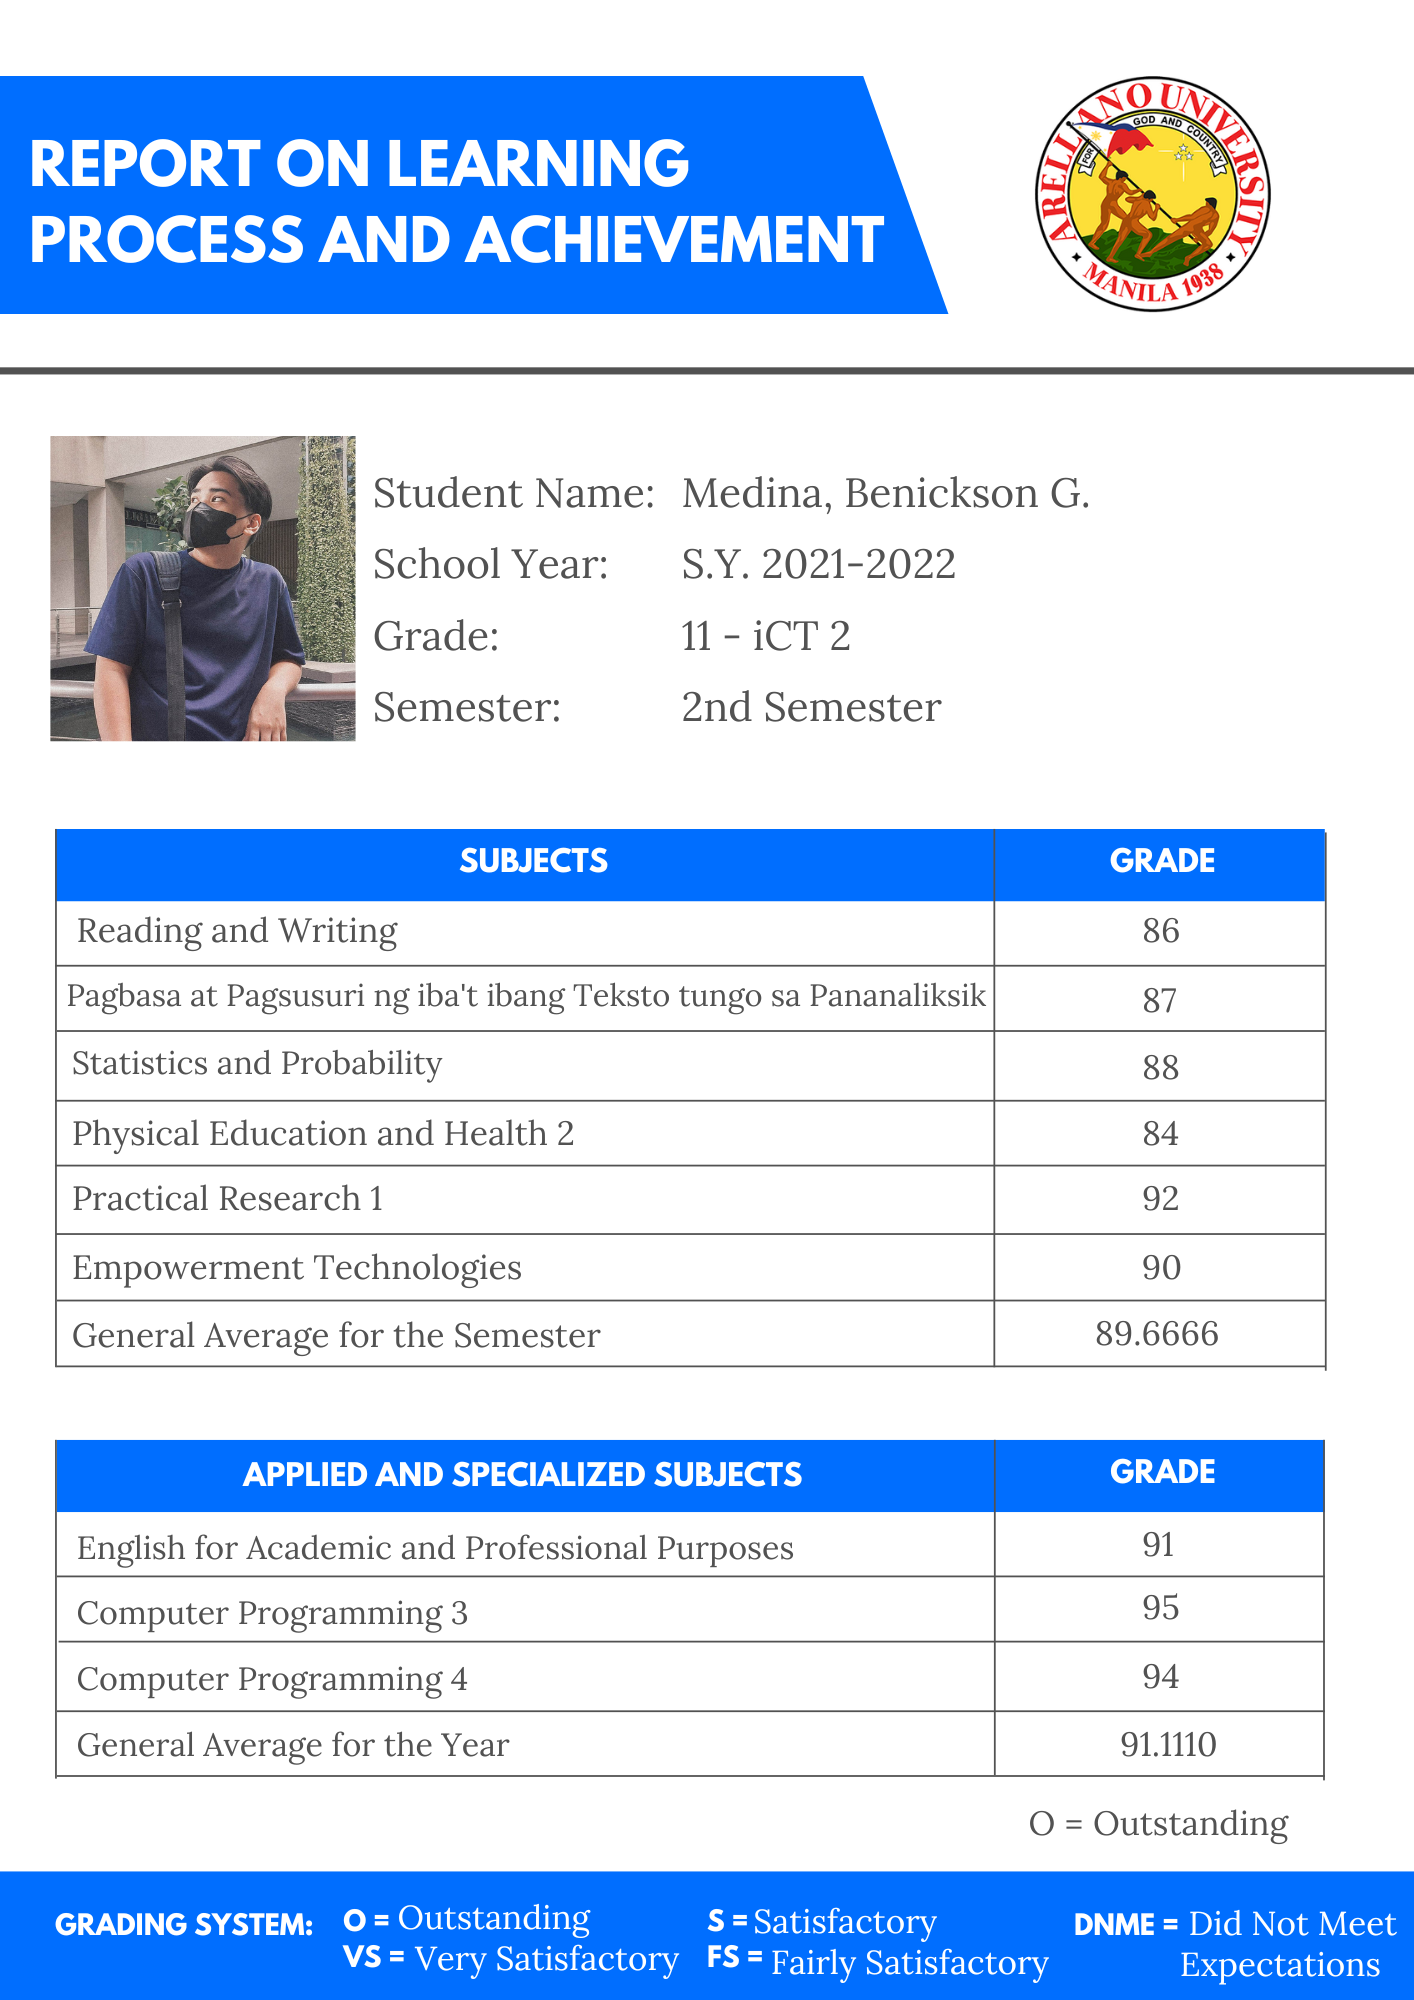 REPORT ON LEARNING
PROCESS AND ACHIEVEMENT
ARELLANO UNIVERSITY
FOR GOD AND COUNTRY
MANILA 1938
Student Name: Medina, Benickson G.
School Year: S.Y. 2021-2022
Grade: 11 - iCT 2
Semester: 2nd Semester
SUBJECTS GRADE
Reading and Writing 86
Pagbasa at Pagsusuri ng iba't ibang Teksto tungo sa Pananaliksik 87
Statistics and Probability 88
Physical Education and Health 2 84
Practical Research 1 92
Empowerment Technologies 90
General Average for the Semester 89.6666
APPLIED AND SPECIALIZED SUBJECTS GRADE
English for Academic and Professional Purposes 91
Computer Programming 3 95
Computer Programming 4 94
General Average for the Year 91.1110
O = Outstanding
GRADING SYSTEM: O = Outstanding S = Satisfactory DNME = Did Not Meet
VS = Very Satisfactory FS = Fairly Satisfactory Expectations